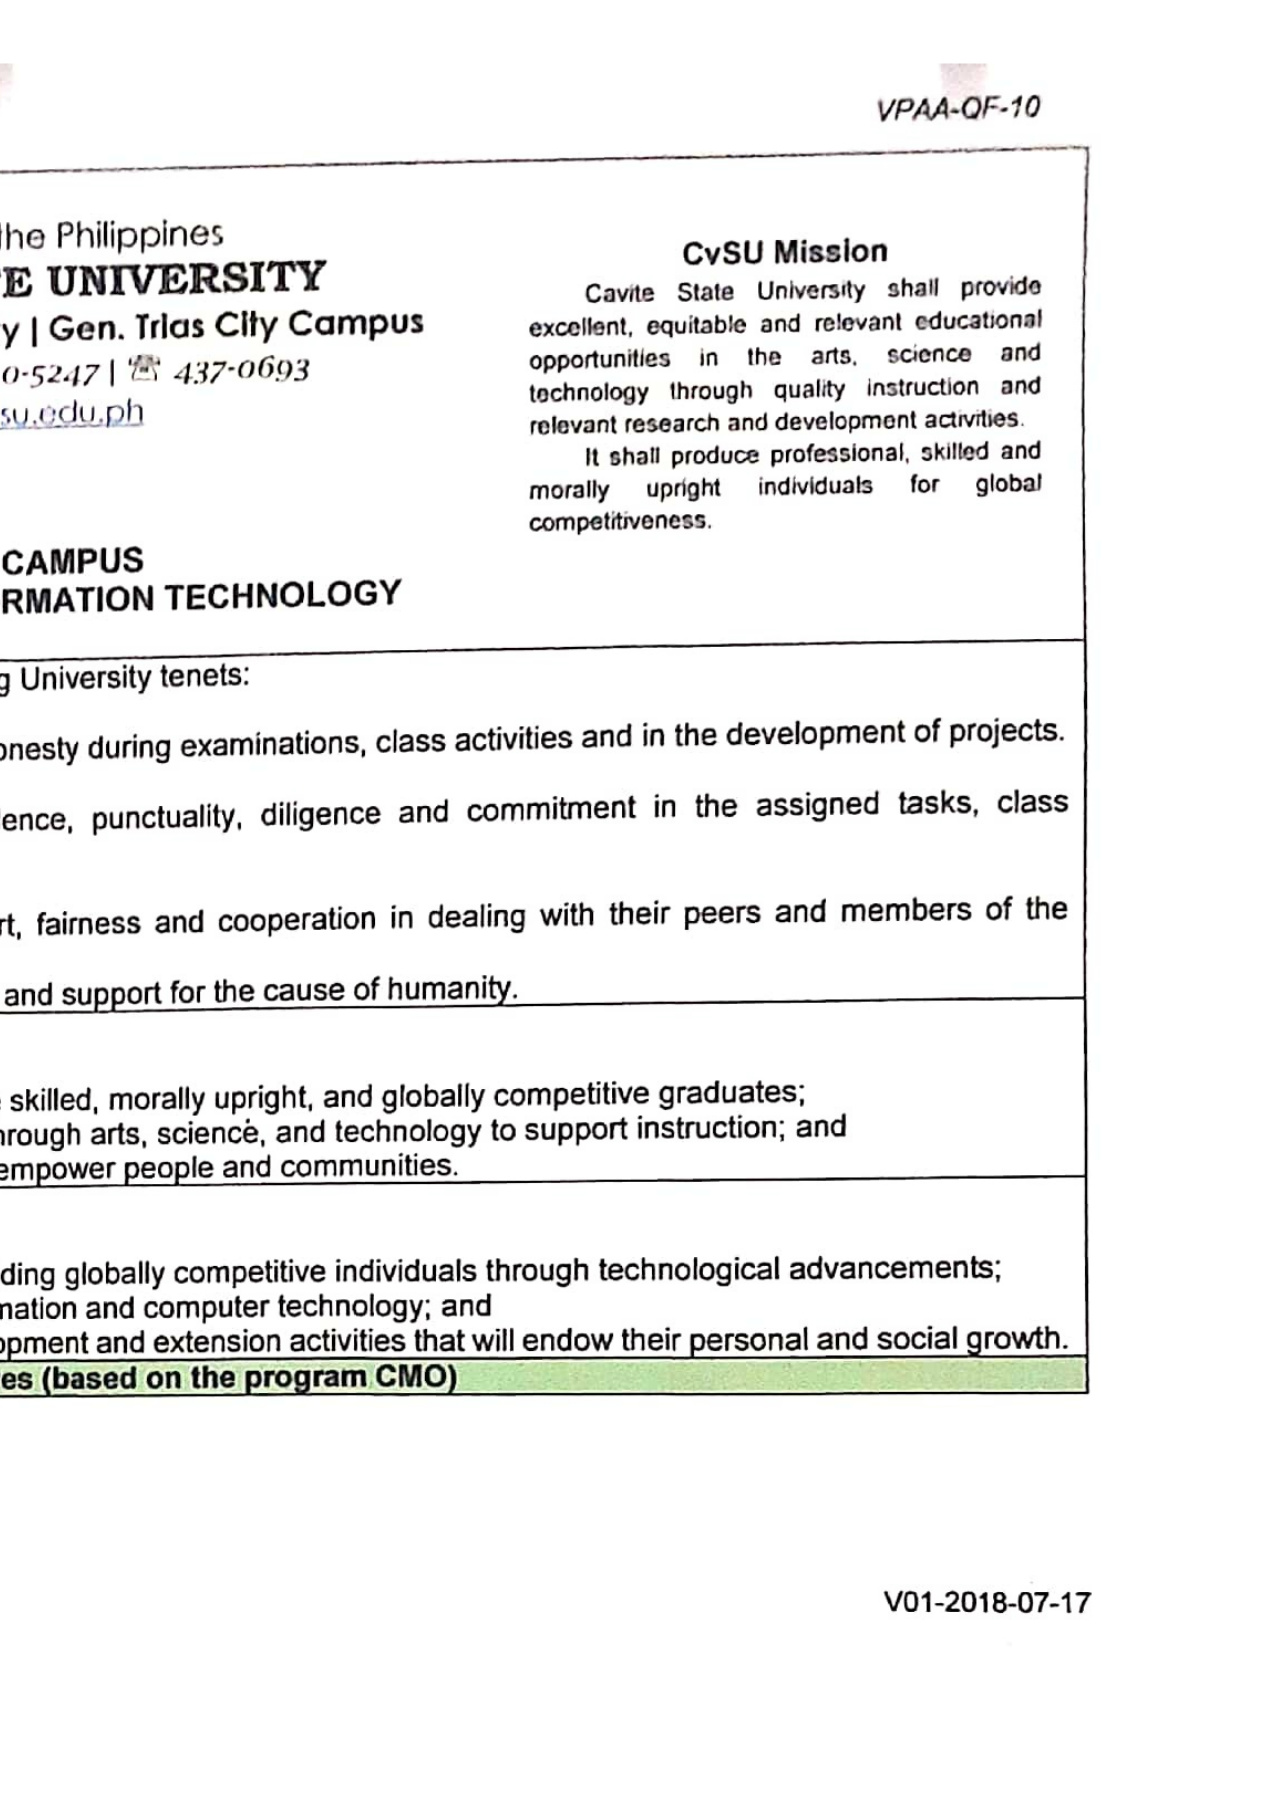 VPAA-QF-10
the Philippines
E UNIVERSITY
y | Gen. Trias City Campus
0-5247 | ☏ 437-0693
su.edu.ph
CAMPUS
RMATION TECHNOLOGY
CvSU Mission
Cavite State University shall provide
excellent, equitable and relevant educational
opportunities in the arts, science and
technology through quality instruction and
relevant research and development activities.
It shall produce professional, skilled and
morally upright individuals for global
competitiveness.
g University tenets:
onesty during examinations, class activities and in the development of projects.
ence, punctuality, diligence and commitment in the assigned tasks, class
rt, fairness and cooperation in dealing with their peers and members of the
and support for the cause of humanity.
skilled, morally upright, and globally competitive graduates;
hrough arts, science, and technology to support instruction; and
empower people and communities.
ding globally competitive individuals through technological advancements;
mation and computer technology; and
opment and extension activities that will endow their personal and social growth.
es (based on the program CMO)
V01-2018-07-17